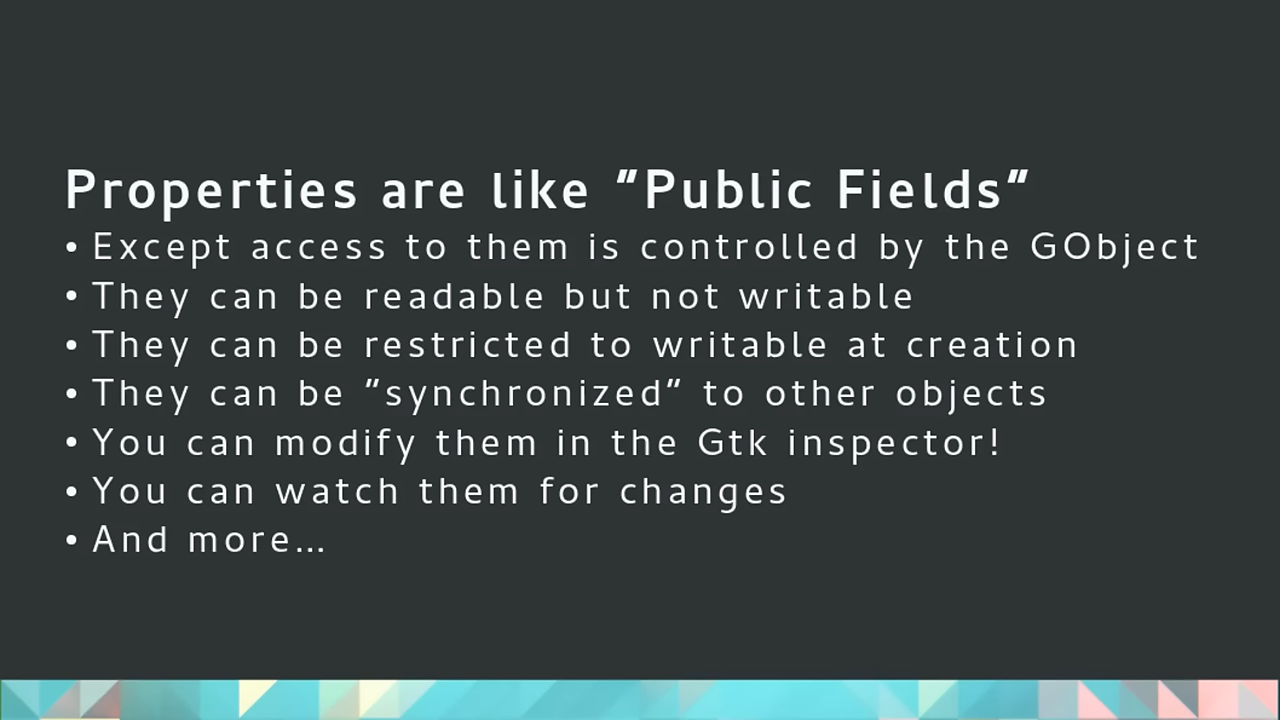 Properties are like “Public Fields“
• Except access to them is controlled by the GObject
• They can be readable but not writable
• They can be restricted to writable at creation
• They can be “synchronized” to other objects
• You can modify them in the Gtk inspector!
• You can watch them for changes
• And more…